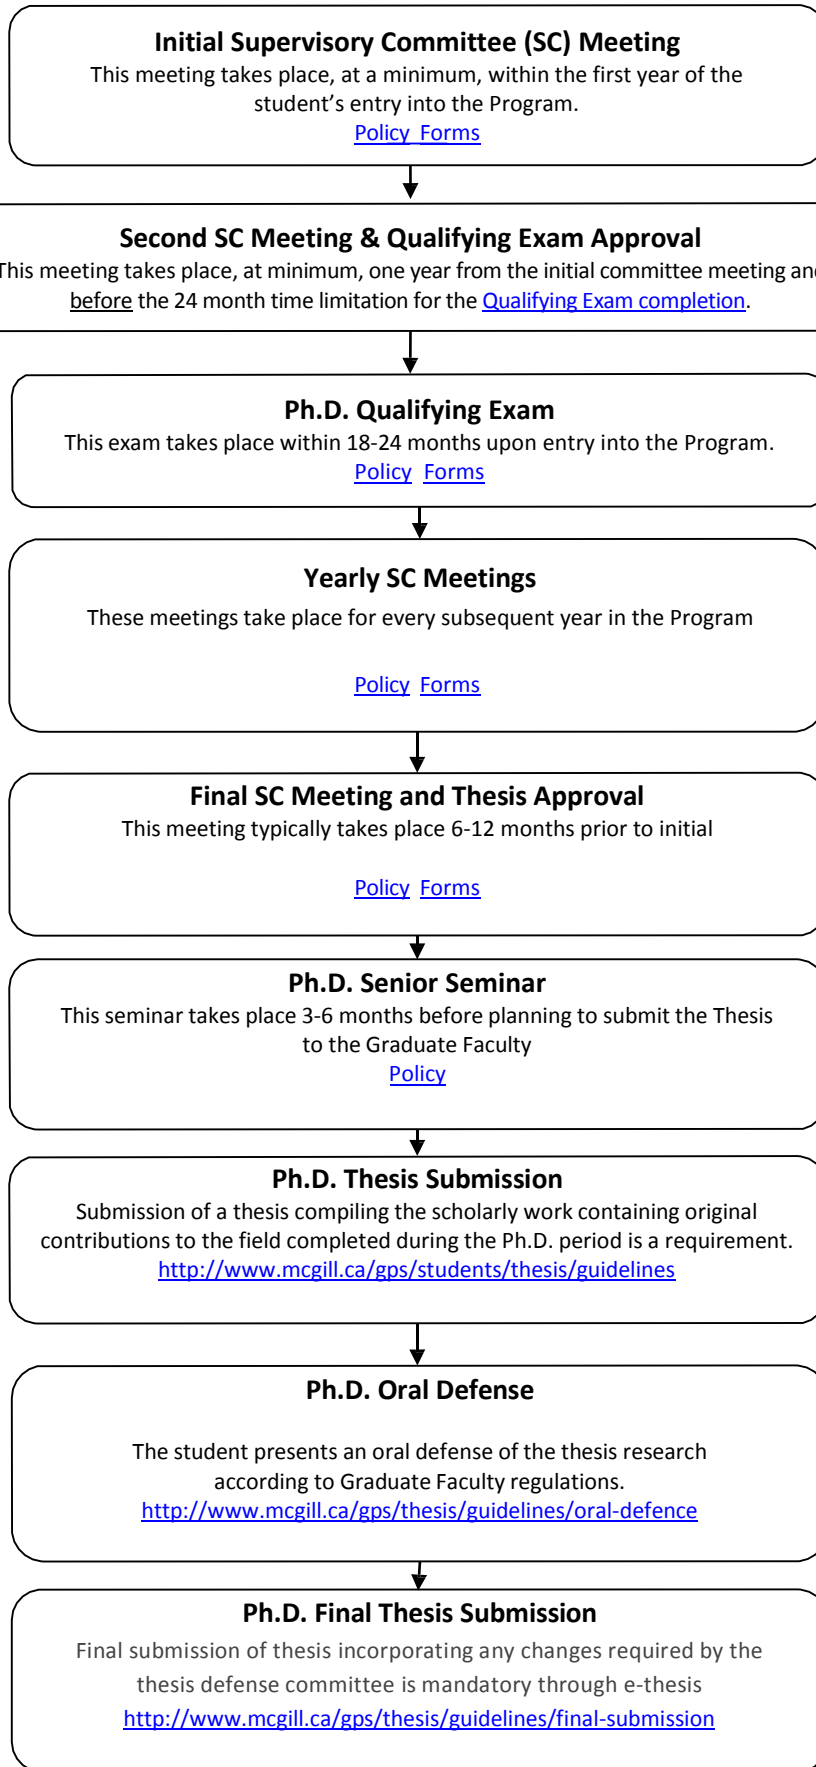 Initial Supervisory Committee (SC) Meeting
This meeting takes place, at a minimum, within the first year of the
student’s entry into the Program.
Policy Forms
Second SC Meeting & Qualifying Exam Approval
This meeting takes place, at minimum, one year from the initial committee meeting and
before the 24 month time limitation for the Qualifying Exam completion.
Ph.D. Qualifying Exam
This exam takes place within 18-24 months upon entry into the Program.
Policy Forms
Yearly SC Meetings
These meetings take place for every subsequent year in the Program
Policy Forms
Final SC Meeting and Thesis Approval
This meeting typically takes place 6-12 months prior to initial
Policy Forms
Ph.D. Senior Seminar
This seminar takes place 3-6 months before planning to submit the Thesis
to the Graduate Faculty
Policy
Ph.D. Thesis Submission
Submission of a thesis compiling the scholarly work containing original
contributions to the field completed during the Ph.D. period is a requirement.
http://www.mcgill.ca/gps/students/thesis/guidelines
Ph.D. Oral Defense
The student presents an oral defense of the thesis research
according to Graduate Faculty regulations.
http://www.mcgill.ca/gps/thesis/guidelines/oral-defence
Ph.D. Final Thesis Submission
Final submission of thesis incorporating any changes required by the
thesis defense committee is mandatory through e-thesis
http://www.mcgill.ca/gps/thesis/guidelines/final-submission